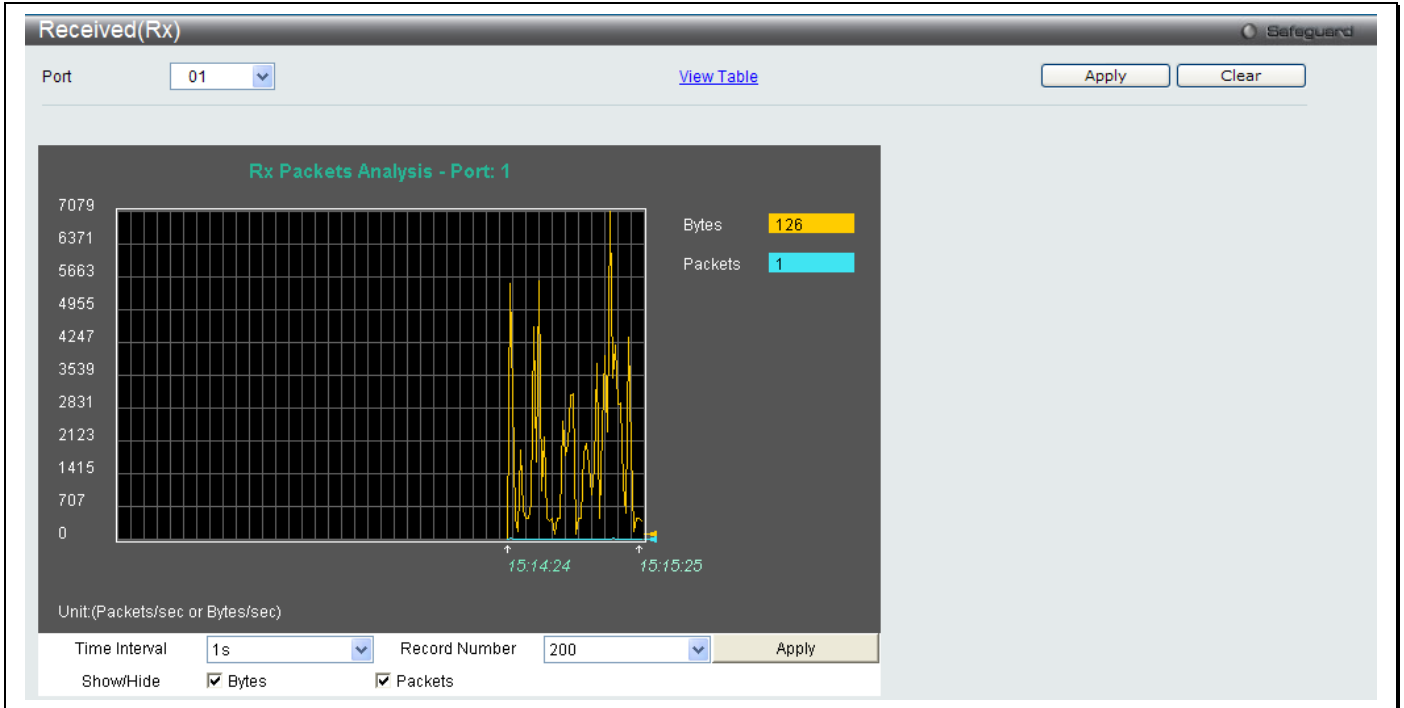 Received(Rx)
Safeguard
Port 01 View Table Apply Clear
Rx Packets Analysis - Port: 1
7079
6371
5663
4955
4247
3539
2831
2123
1415
707
0
Bytes 126
Packets 1
15:14:24 15:15:25
Unit:(Packets/sec or Bytes/sec)
Time Interval 1s Record Number 200 Apply
Show/Hide Bytes Packets